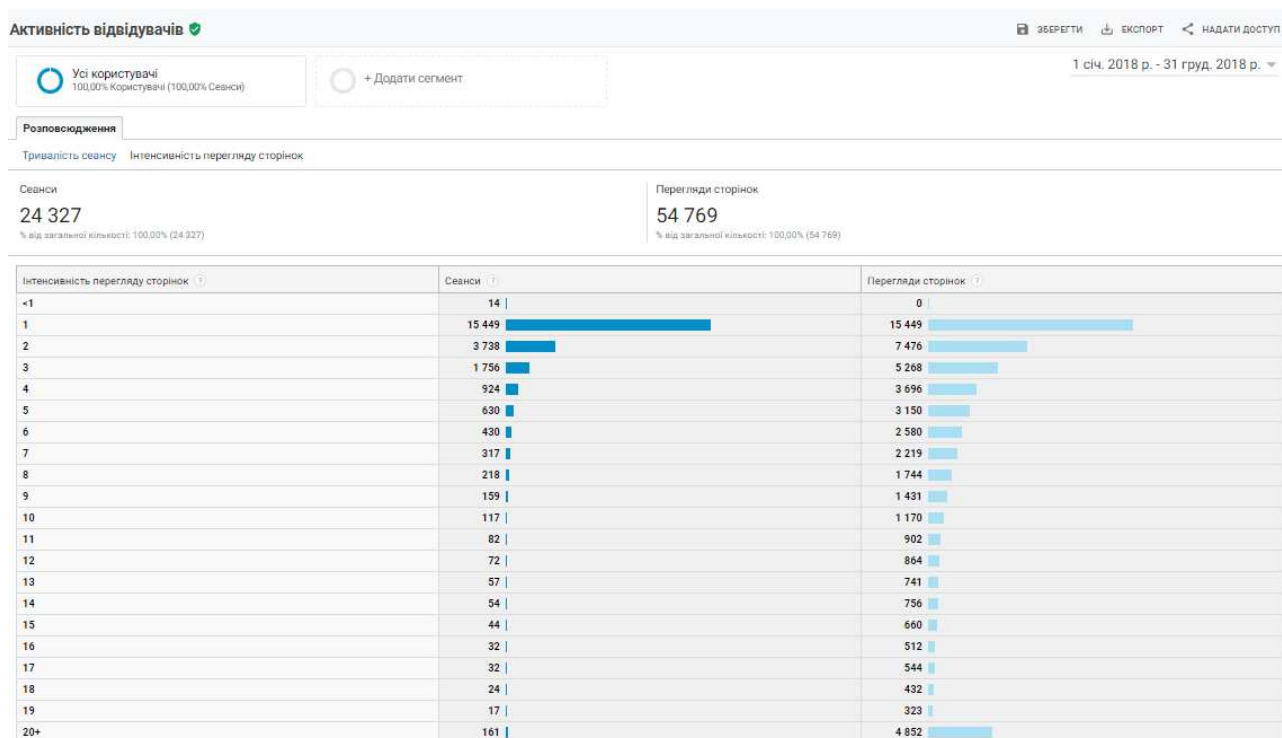 Активність відвідувачів
ЗБЕРЕГТИ ЕКСПОРТ НАДАТИ ДОСТУП
Усі користувачі
100,00% Користувачі (100,00% Сеанси)
+ Додати сегмент
1 січ. 2018 р. - 31 груд. 2018 р.
Розповсюдження
Тривалість сеансу Інтенсивність перегляду сторінок
Сеанси Перегляди сторінок
24 327 54 769
% від загальної кількості: 100,00% (24 327) % від загальної кількості: 100,00% (54 769)
Інтенсивність перегляду сторінок ? Сеанси ? Перегляди сторінок ?
<1 14 0
1 15 449 15 449
2 3 738 7 476
3 1 756 5 268
4 924 3 696
5 630 3 150
6 430 2 580
7 317 2 219
8 218 1 744
9 159 1 431
10 117 1 170
11 82 902
12 72 864
13 57 741
14 54 756
15 44 660
16 32 512
17 32 544
18 24 432
19 17 323
20+ 161 4 852